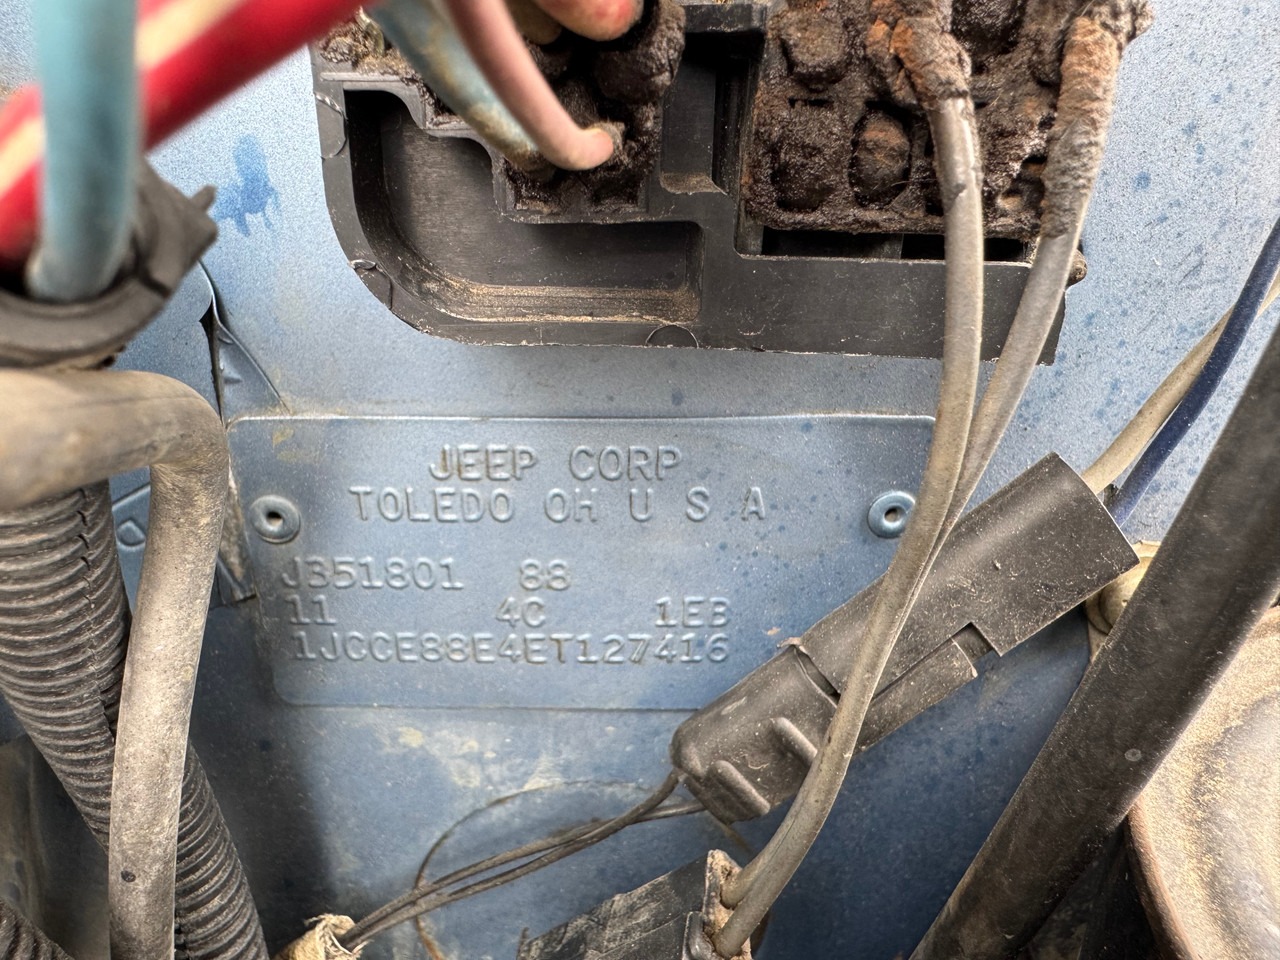 JEEP CORP
TOLEDO OH U S A
J351801 88
11 4C 1EB
1JCCE88E4ET127416